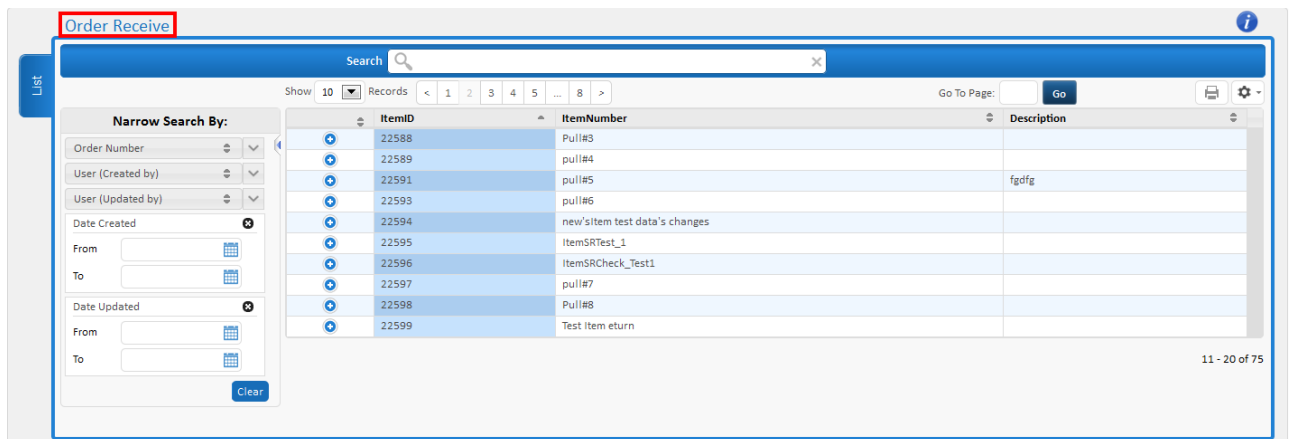 Order Receive
i
List
Search
Show 10 Records < 1 2 3 4 5 ... 8 > Go To Page: Go
Narrow Search By:
Order Number
User (Created by)
User (Updated by)
Date Created
From
To
Date Updated
From
To
Clear
ItemID ItemNumber Description
22588 Pull#3
22589 pull#4
22591 pull#5 fgdfg
22593 pull#6
22594 new'sItem test data's changes
22595 ItemSRTest_1
22596 ItemSRCheck_Test1
22597 pull#7
22598 Pull#8
22599 Test Item eturn
11 - 20 of 75